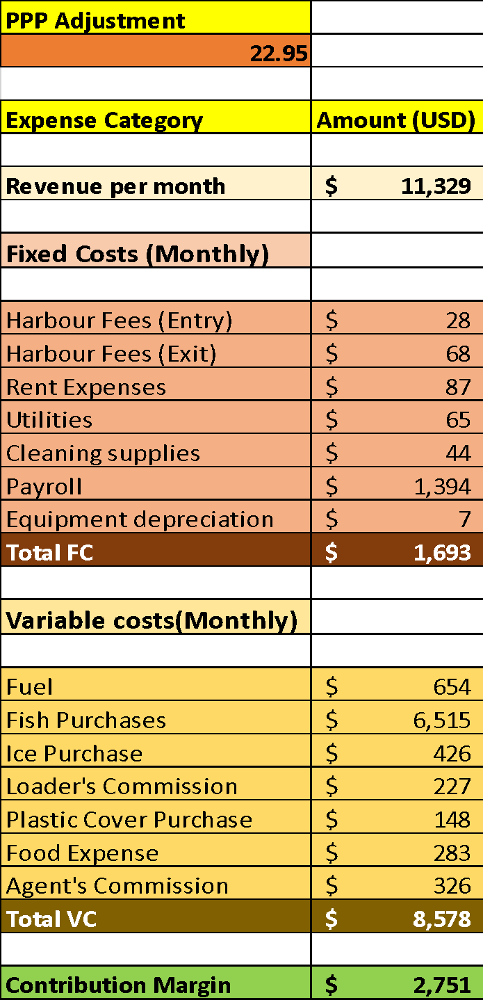 PPP Adjustment
22.95
Expense Category Amount (USD)
Revenue per month $ 11,329
Fixed Costs (Monthly)
Harbour Fees (Entry) $ 28
Harbour Fees (Exit) $ 68
Rent Expenses $ 87
Utilities $ 65
Cleaning supplies $ 44
Payroll $ 1,394
Equipment depreciation $ 7
Total FC $ 1,693
Variable costs(Monthly)
Fuel $ 654
Fish Purchases $ 6,515
Ice Purchase $ 426
Loader's Commission $ 227
Plastic Cover Purchase $ 148
Food Expense $ 283
Agent's Commission $ 326
Total VC $ 8,578
Contribution Margin $ 2,751